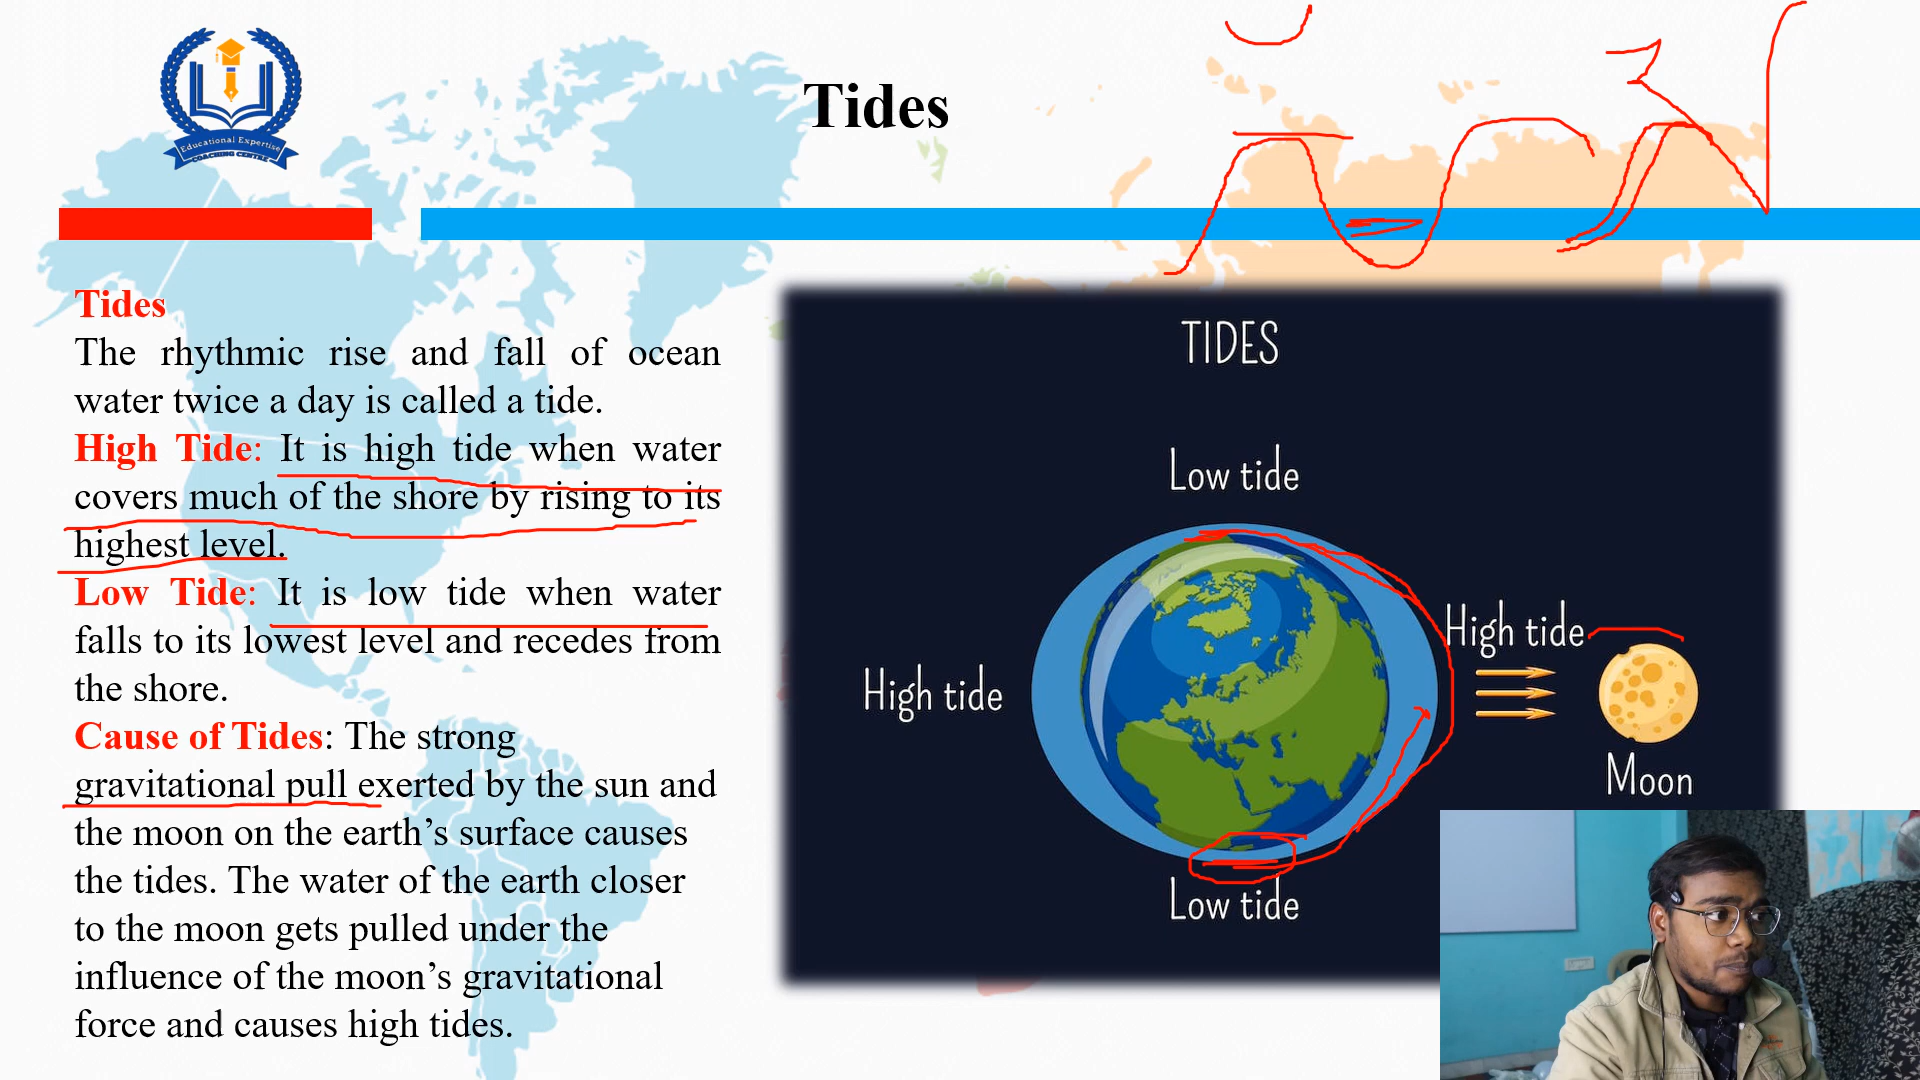 Educational Expertise
COACHING CENTRE
Tides
Tides
The rhythmic rise and fall of ocean
water twice a day is called a tide.
High Tide: It is high tide when water
covers much of the shore by rising to its
highest level.
Low Tide: It is low tide when water
falls to its lowest level and recedes from
the shore.
Cause of Tides: The strong
gravitational pull exerted by the sun and
the moon on the earth’s surface causes
the tides. The water of the earth closer
to the moon gets pulled under the
influence of the moon’s gravitational
force and causes high tides.
TIDES
Low tide
High tide
High tide
Moon
Low tide